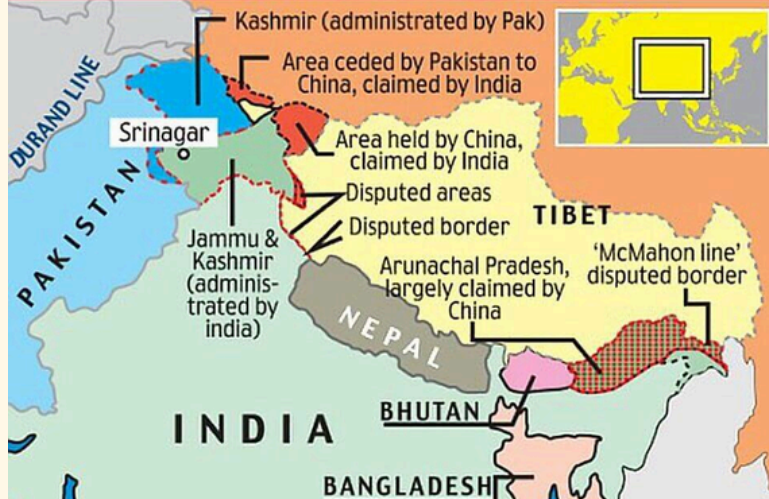 Kashmir (administrated by Pak)
Area ceded by Pakistan to
China, claimed by India
DURAND LINE
Srinagar
Area held by China,
claimed by India
PAKISTAN
Disputed areas
TIBET
Disputed border
Jammu &
Kashmir
(adminis-
trated by
india)
'McMahon line'
disputed border
Arunachal Pradesh,
largely claimed by
China
NEPAL
INDIA
BHUTAN
BANGLADESH